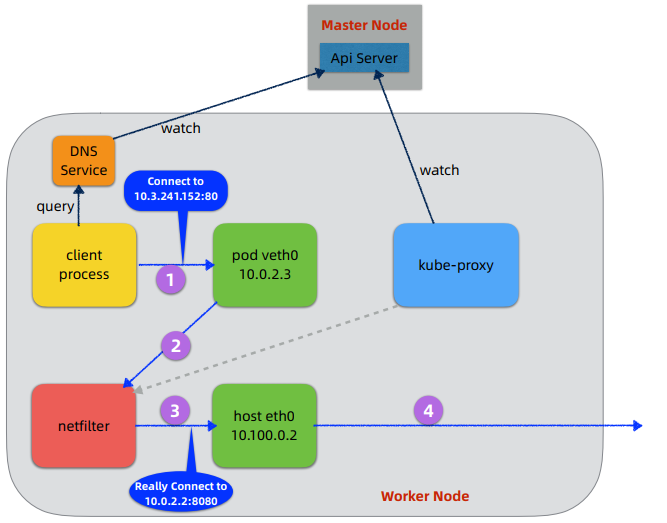 Master Node
Api Server
watch
DNS
Service
Connect to
10.3.241.152:80
watch
query
client
process
pod veth0
10.0.2.3
kube-proxy
1
2
netfilter
3
host eth0
10.100.0.2
4
Really Connect to
10.0.2.2:8080
Worker Node